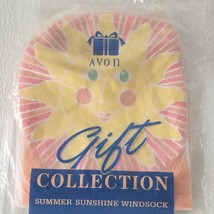 AVON
Gift
COLLECTION
SUMMER SUNSHINE WINDSOCK